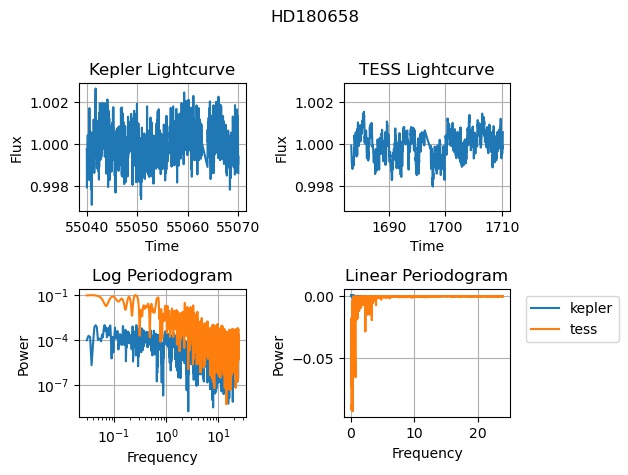 HD180658
Kepler Lightcurve
Flux
1.002
1.000
0.998
55040 55050 55060 55070
Time
TESS Lightcurve
Flux
1.002
1.000
0.998
1690 1700 1710
Time
Log Periodogram
Power
10⁻¹
10⁻⁴
10⁻⁷
10⁻¹ 10⁰ 10¹
Frequency
Linear Periodogram
Power
0.00
−0.05
0 10 20
Frequency
kepler
tess